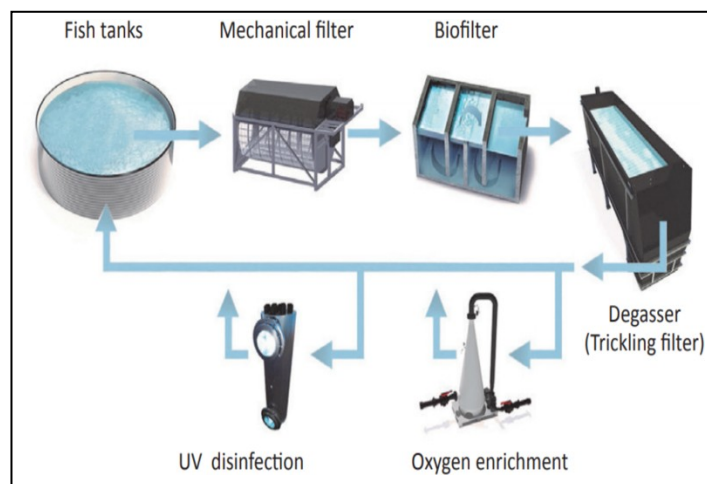 Fish tanks
Mechanical filter
Biofilter
Degasser
(Trickling filter)
UV disinfection
Oxygen enrichment